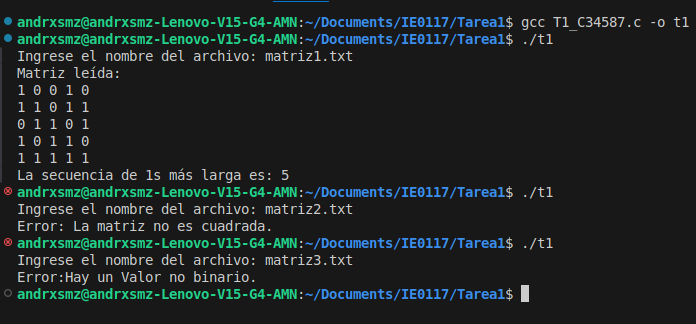 andrxsmz@andrxsmz-Lenovo-V15-G4-AMN:~/Documents/IE0117/Tarea1$ gcc T1_C34587.c -o t1
andrxsmz@andrxsmz-Lenovo-V15-G4-AMN:~/Documents/IE0117/Tarea1$ ./t1
Ingrese el nombre del archivo: matriz1.txt
Matriz leída:
1 0 0 1 0
1 1 0 1 1
0 1 1 0 1
1 0 1 1 0
1 1 1 1 1
La secuencia de 1s más larga es: 5
andrxsmz@andrxsmz-Lenovo-V15-G4-AMN:~/Documents/IE0117/Tarea1$ ./t1
Ingrese el nombre del archivo: matriz2.txt
Error: La matriz no es cuadrada.
andrxsmz@andrxsmz-Lenovo-V15-G4-AMN:~/Documents/IE0117/Tarea1$ ./t1
Ingrese el nombre del archivo: matriz3.txt
Error:Hay un Valor no binario.
andrxsmz@andrxsmz-Lenovo-V15-G4-AMN:~/Documents/IE0117/Tarea1$